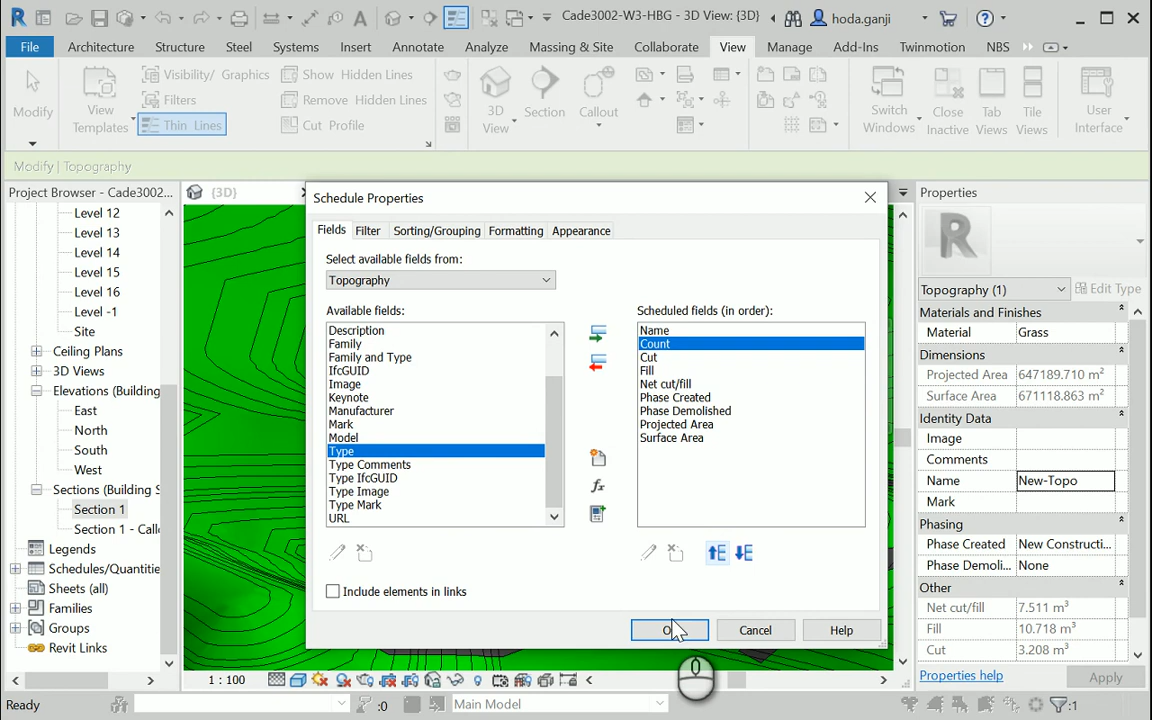 Cade3002-W3-HBG - 3D View: {3D}
hoda.ganji
File Architecture Structure Steel Systems Insert Annotate Analyze Massing & Site Collaborate View Manage Add-Ins Twinmotion NBS
Modify
View Templates
Visibility/ Graphics
Filters
Thin Lines
Show Hidden Lines
Remove Hidden Lines
Cut Profile
3D View
Section
Callout
Switch Windows
Close Inactive
Tab Views
Tile Views
User Interface
Modify | Topography
Project Browser - Cade3002...
Level 12
Level 13
Level 14
Level 15
Level 16
Level -1
Site
Ceiling Plans
3D Views
Elevations (Building
East
North
South
West
Sections (Building S
Section 1
Section 1 - Calle
Legends
Schedules/Quantitie
Sheets (all)
Families
Groups
Revit Links
{3D}
Schedule Properties
Fields Filter Sorting/Grouping Formatting Appearance
Select available fields from:
Topography
Available fields:
Description
Family
Family and Type
IfcGUID
Image
Keynote
Manufacturer
Mark
Model
Type
Type Comments
Type IfcGUID
Type Image
Type Mark
URL
Scheduled fields (in order):
Name
Count
Cut
Fill
Net cut/fill
Phase Created
Phase Demolished
Projected Area
Surface Area
fx
Include elements in links
Cancel
Help
Properties
R
Topography (1) Edit Type
Materials and Finishes
Material Grass
Dimensions
Projected Area 647189.710 m²
Surface Area 671118.863 m²
Identity Data
Image
Comments
Name New-Topo
Mark
Phasing
Phase Created New Constructi...
Phase Demoli... None
Other
Net cut/fill 7.511 m³
Fill 10.718 m³
Cut 3.208 m³
Properties help Apply
1 : 100
Ready
:0
Main Model
:1